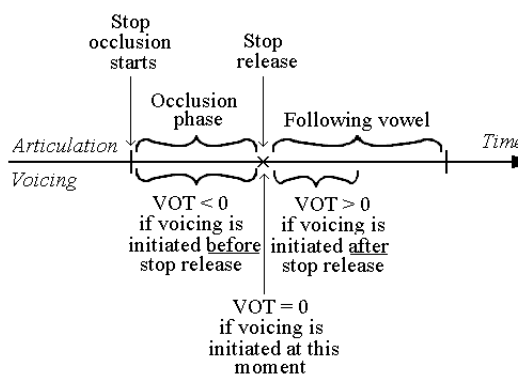 Stop
occlusion
starts
Stop
release
Occlusion
phase
Following vowel
Articulation
Time
Voicing
VOT < 0
if voicing is
initiated before
stop release
VOT > 0
if voicing is
initiated after
stop release
VOT = 0
if voicing is
initiated at this
moment